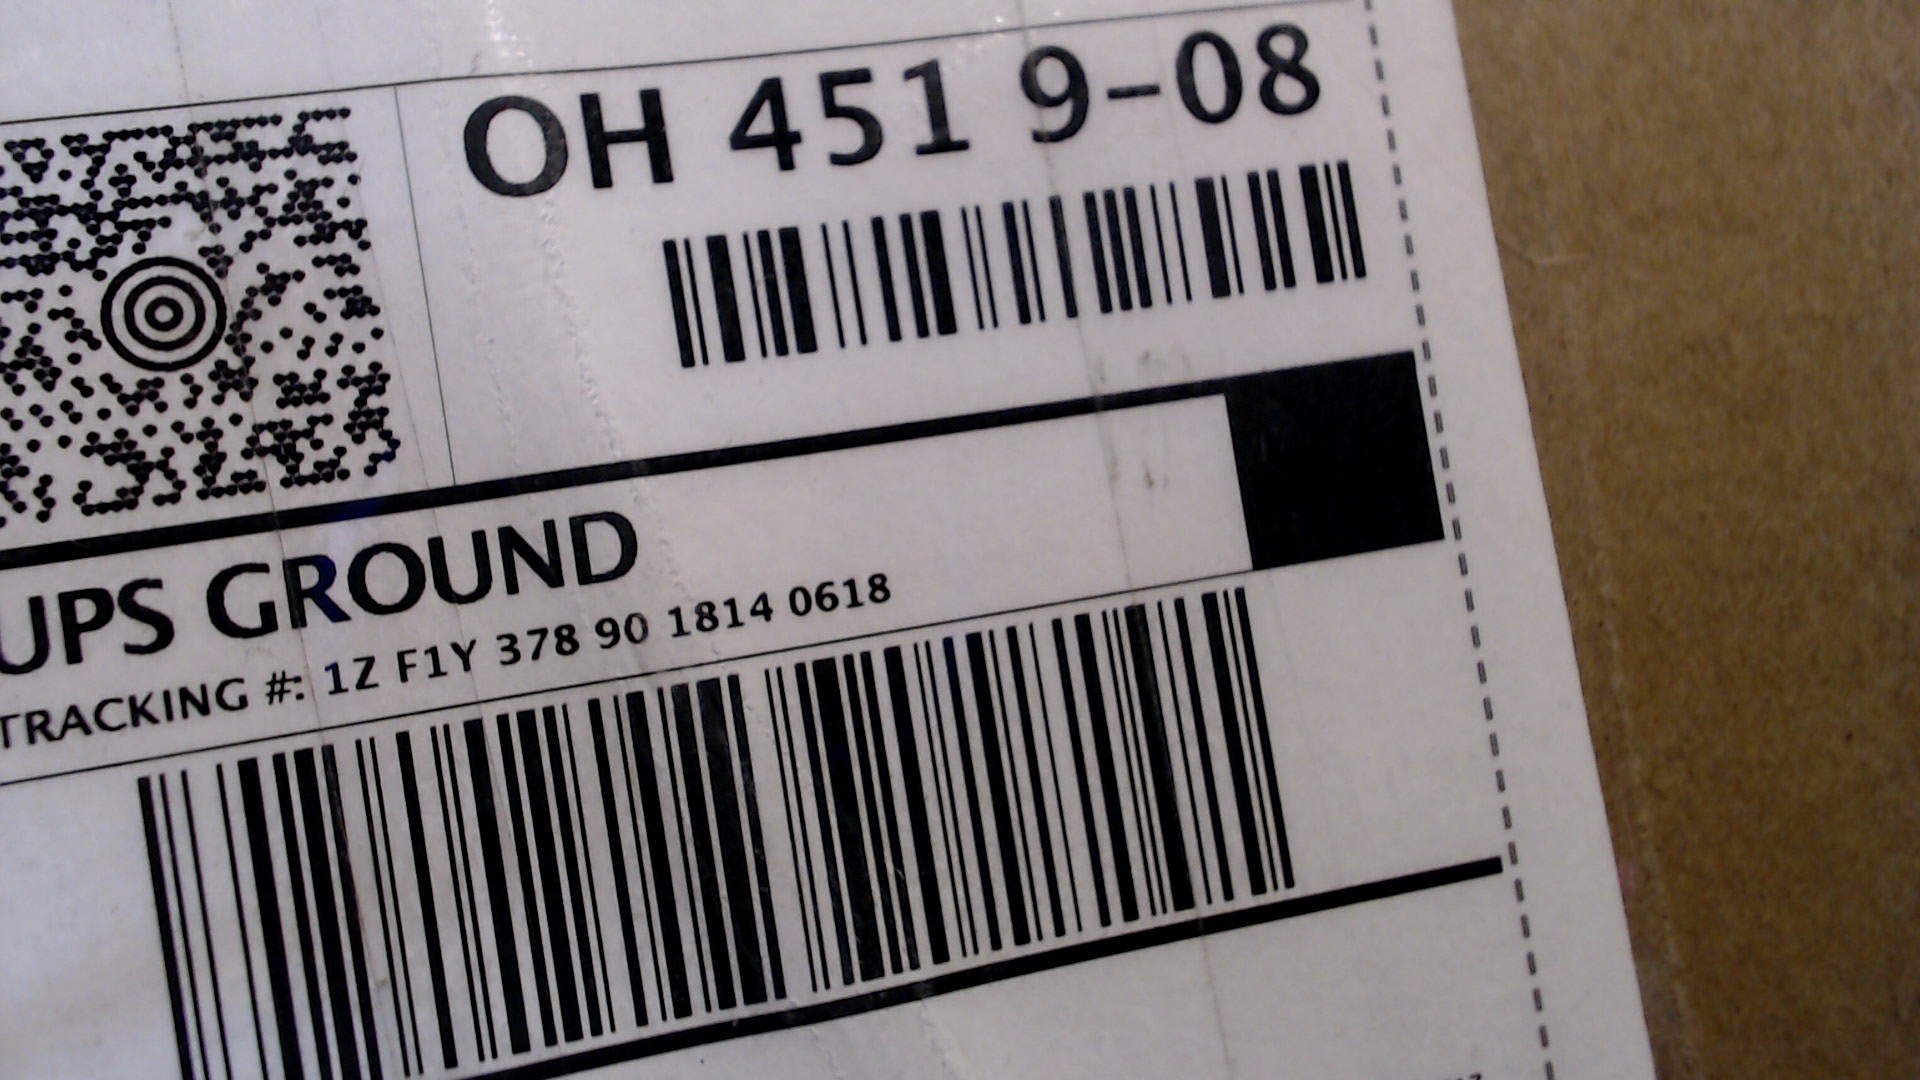 OH 451 9-08
UPS GROUND
TRACKING #: 1Z F1Y 378 90 1814 0618